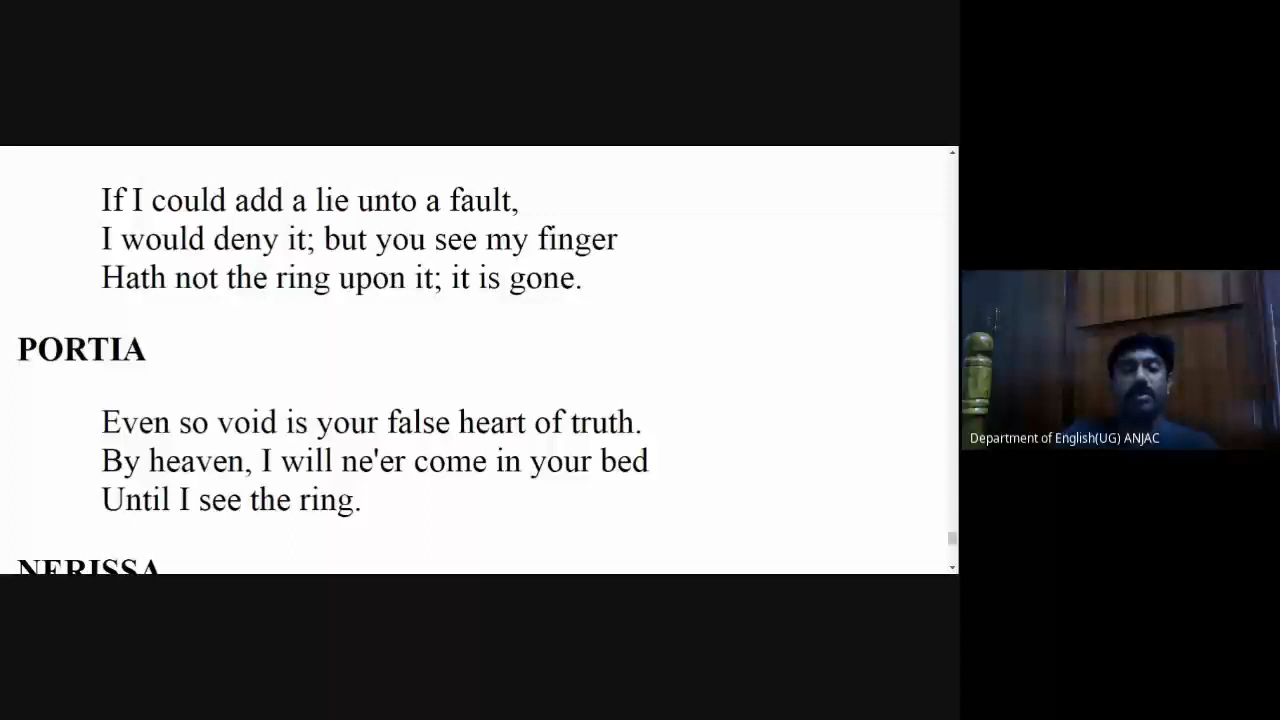 If I could add a lie unto a fault,
I would deny it; but you see my finger
Hath not the ring upon it; it is gone.
PORTIA
Even so void is your false heart of truth.
By heaven, I will ne'er come in your bed
Until I see the ring.
NERISSA
Department of English(UG) ANJAC